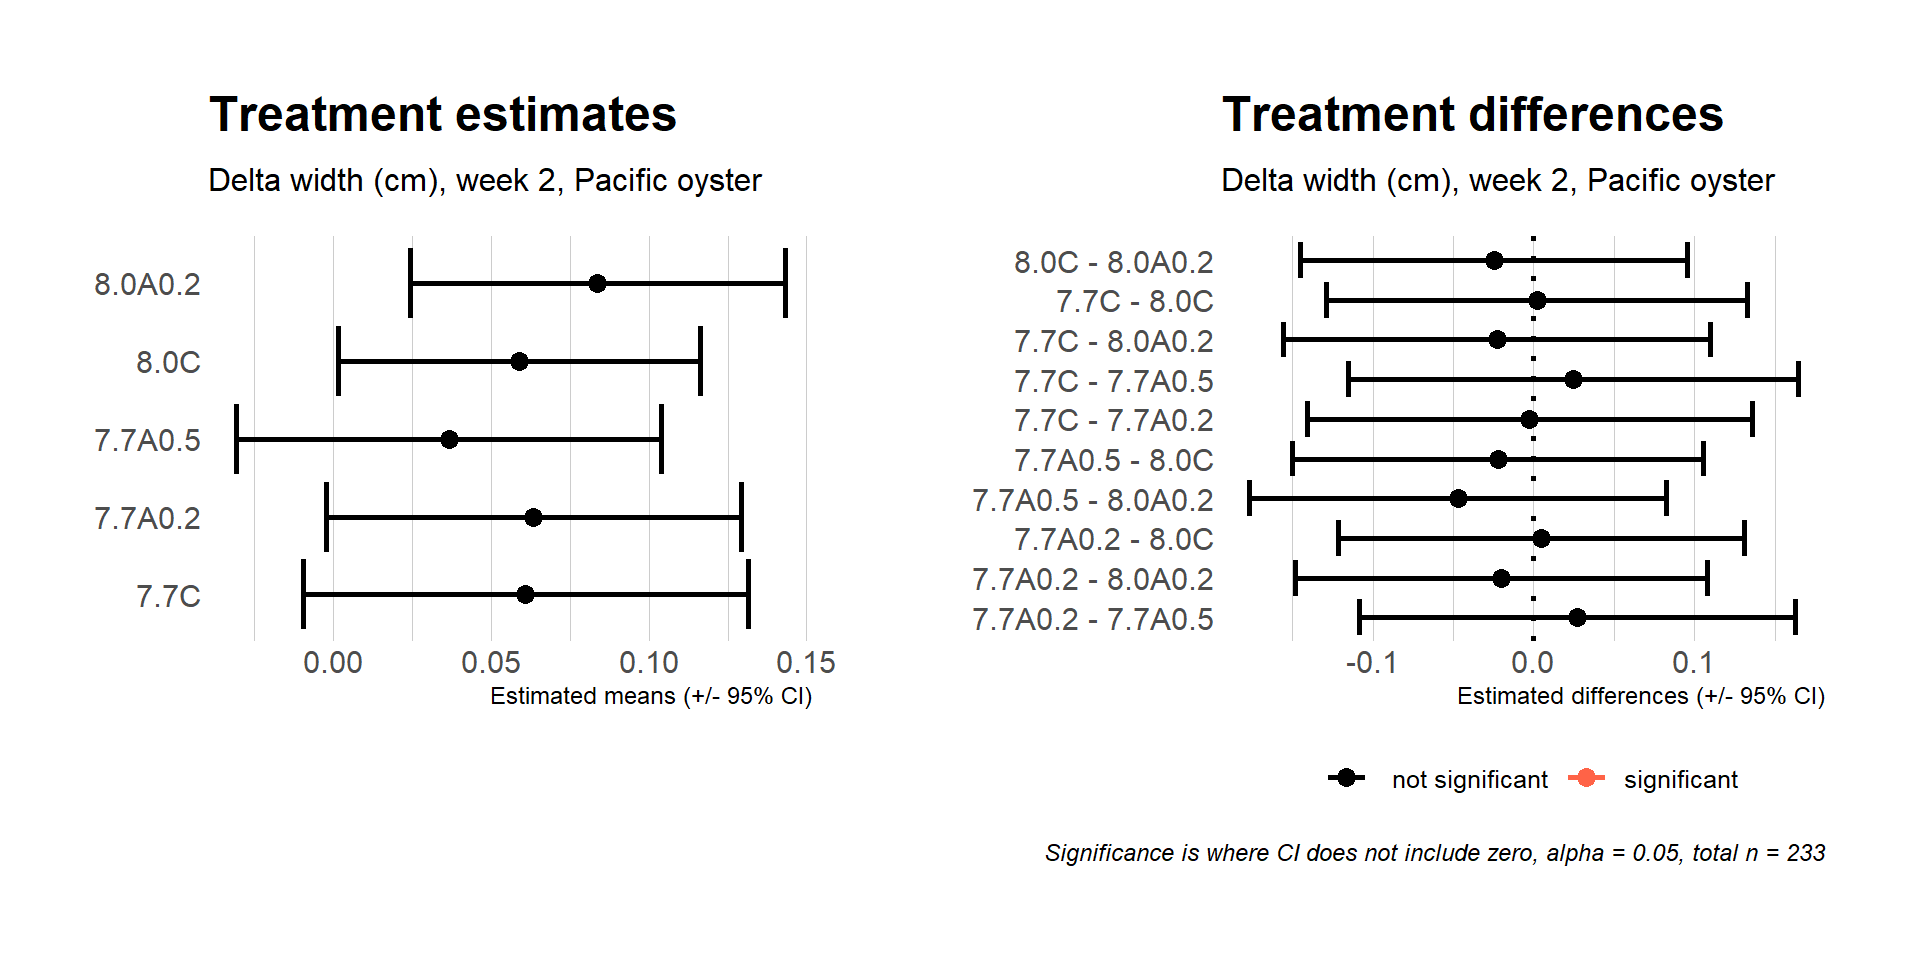 Treatment estimates
Delta width (cm), week 2, Pacific oyster
8.0A0.2
8.0C
7.7A0.5
7.7A0.2
7.7C
0.00 0.05 0.10 0.15
Estimated means (+/- 95% CI)
Treatment differences
Delta width (cm), week 2, Pacific oyster
8.0C - 8.0A0.2
7.7C - 8.0C
7.7C - 8.0A0.2
7.7C - 7.7A0.5
7.7C - 7.7A0.2
7.7A0.5 - 8.0C
7.7A0.5 - 8.0A0.2
7.7A0.2 - 8.0C
7.7A0.2 - 8.0A0.2
7.7A0.2 - 7.7A0.5
-0.1 0.0 0.1
Estimated differences (+/- 95% CI)
not significant significant
Significance is where CI does not include zero, alpha = 0.05, total n = 233